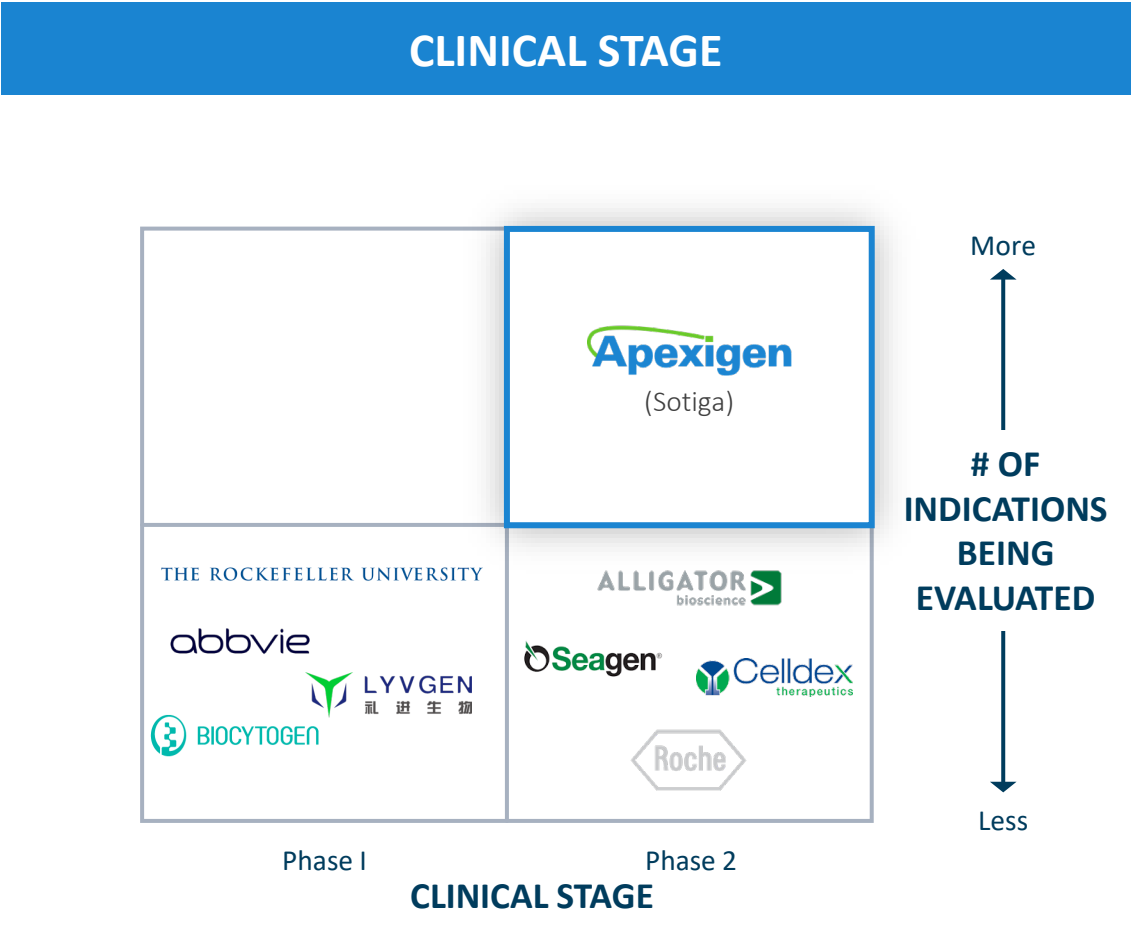 CLINICAL STAGE
More
Apexigen
(Sotiga)
# OF
INDICATIONS
BEING
EVALUATED
THE ROCKEFELLER UNIVERSITY
abbvie
LYVGEN
礼 进 生 物
BIOCYTOGEN
ALLIGATOR
bioscience
Seagen®
Celldex
therapeutics
Roche
Less
Phase I
Phase 2
CLINICAL STAGE